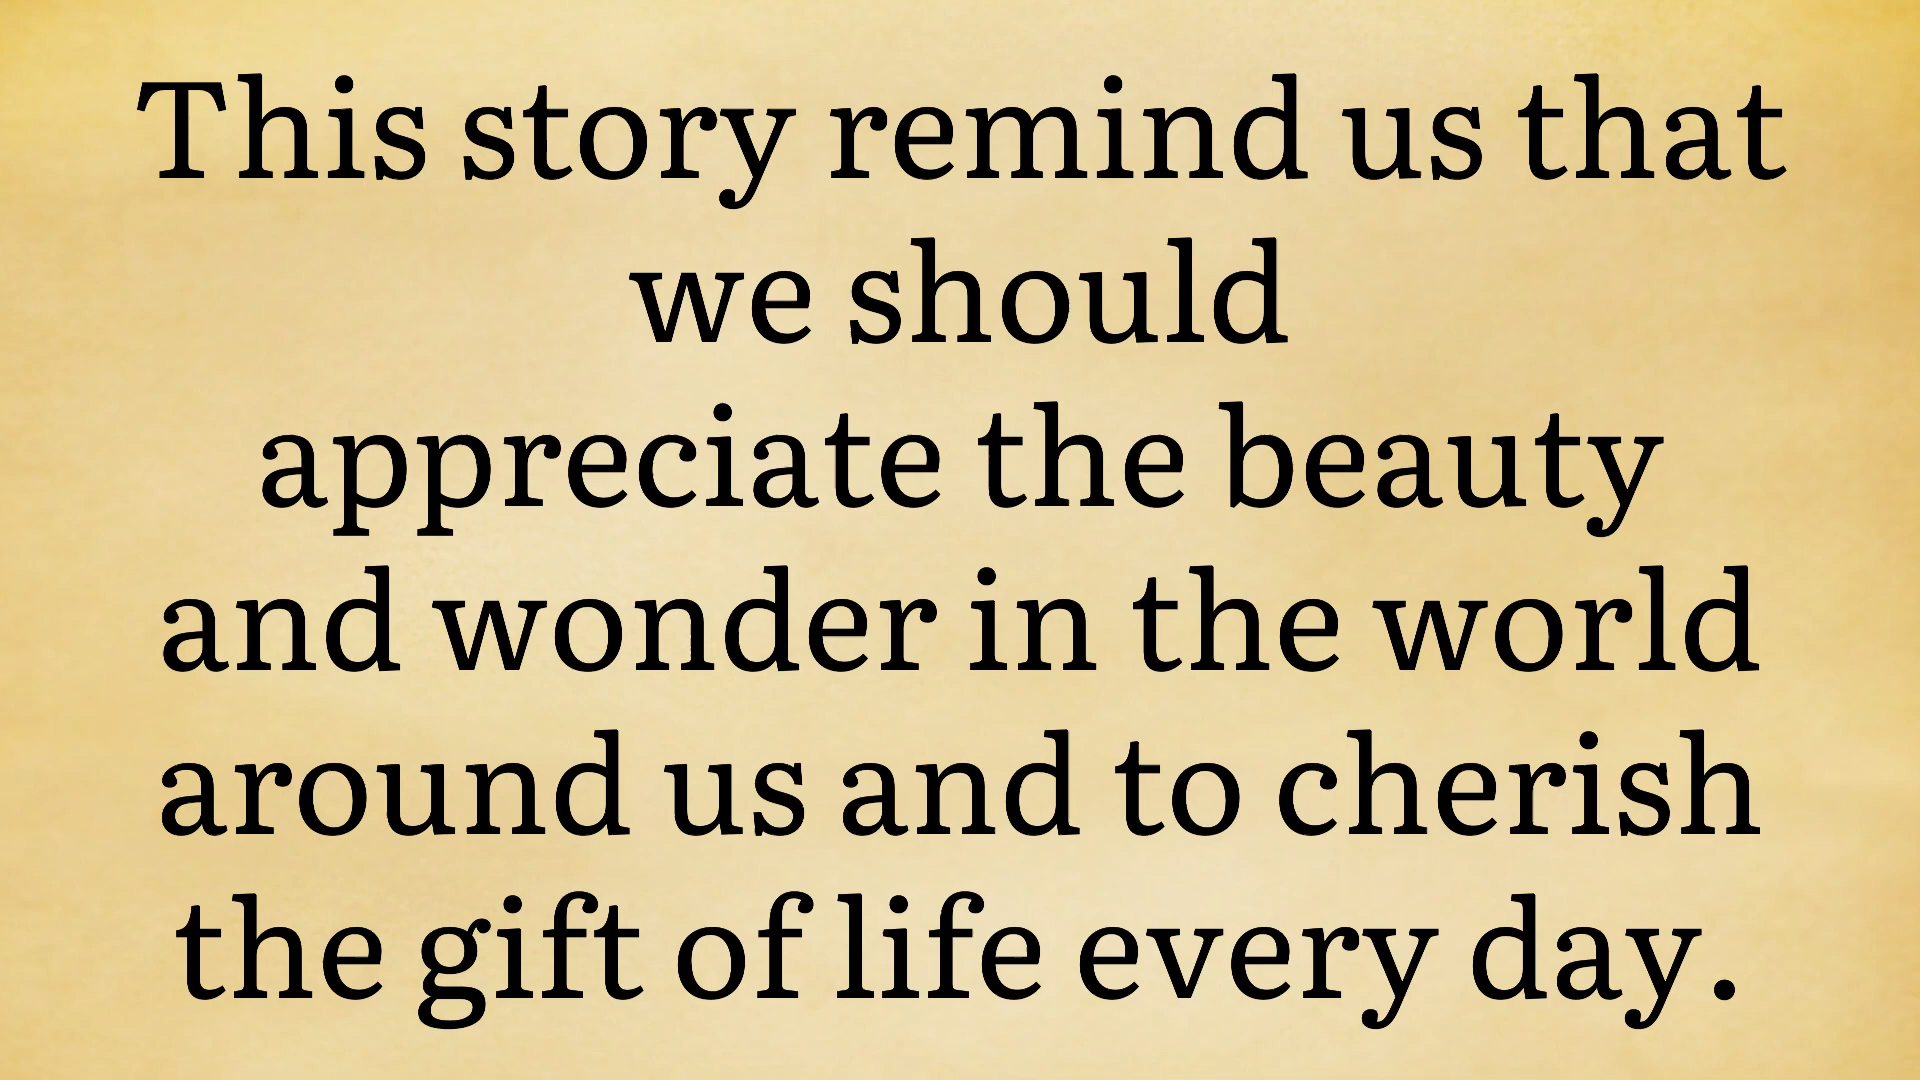 This story remind us that
we should
appreciate the beauty
and wonder in the world
around us and to cherish
the gift of life every day.